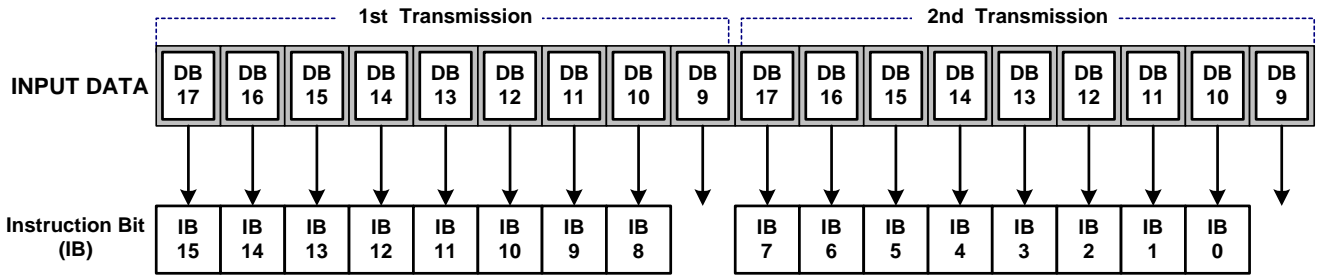 1st Transmission 2nd Transmission
INPUT DATA DB 17 DB 16 DB 15 DB 14 DB 13 DB 12 DB 11 DB 10 DB 9 DB 17 DB 16 DB 15 DB 14 DB 13 DB 12 DB 11 DB 10 DB 9
Instruction Bit (IB) IB 15 IB 14 IB 13 IB 12 IB 11 IB 10 IB 9 IB 8 IB 7 IB 6 IB 5 IB 4 IB 3 IB 2 IB 1 IB 0